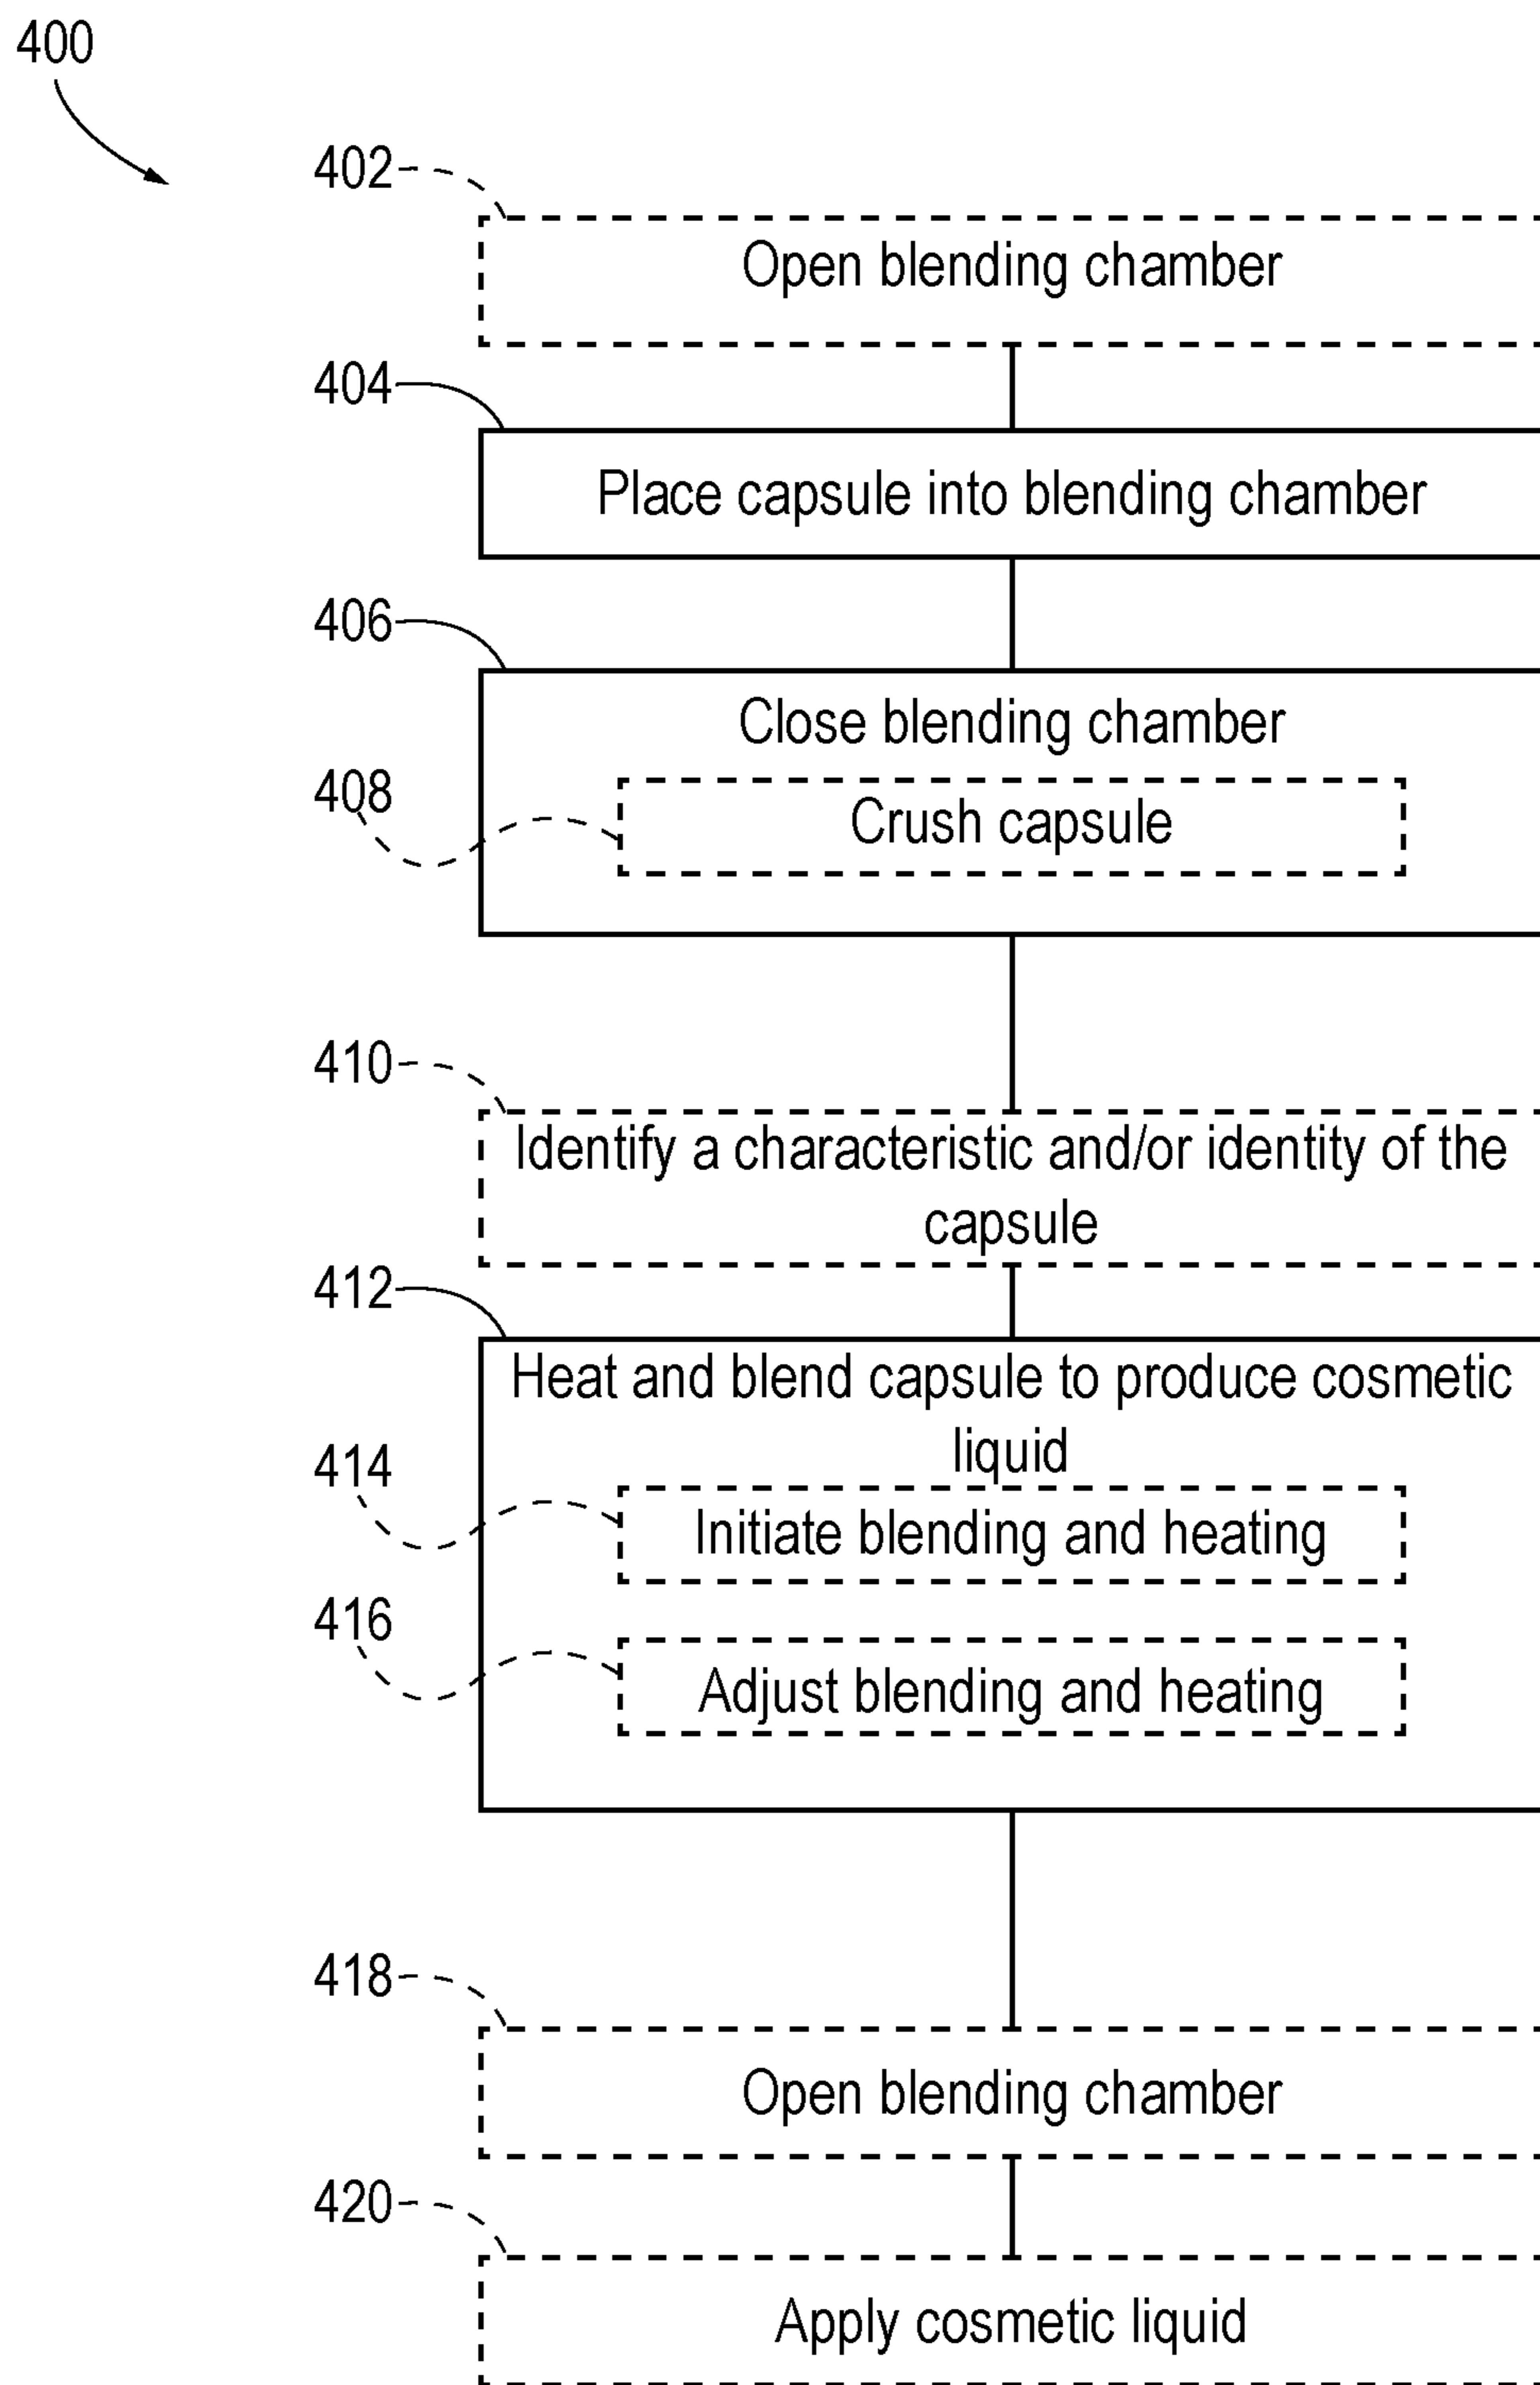 400
402
Open blending chamber
404
Place capsule into blending chamber
406
Close blending chamber
408
Crush capsule
410
Identify a characteristic and/or identity of the
capsule
412
Heat and blend capsule to produce cosmetic
liquid
414
Initiate blending and heating
416
Adjust blending and heating
418
Open blending chamber
420
Apply cosmetic liquid